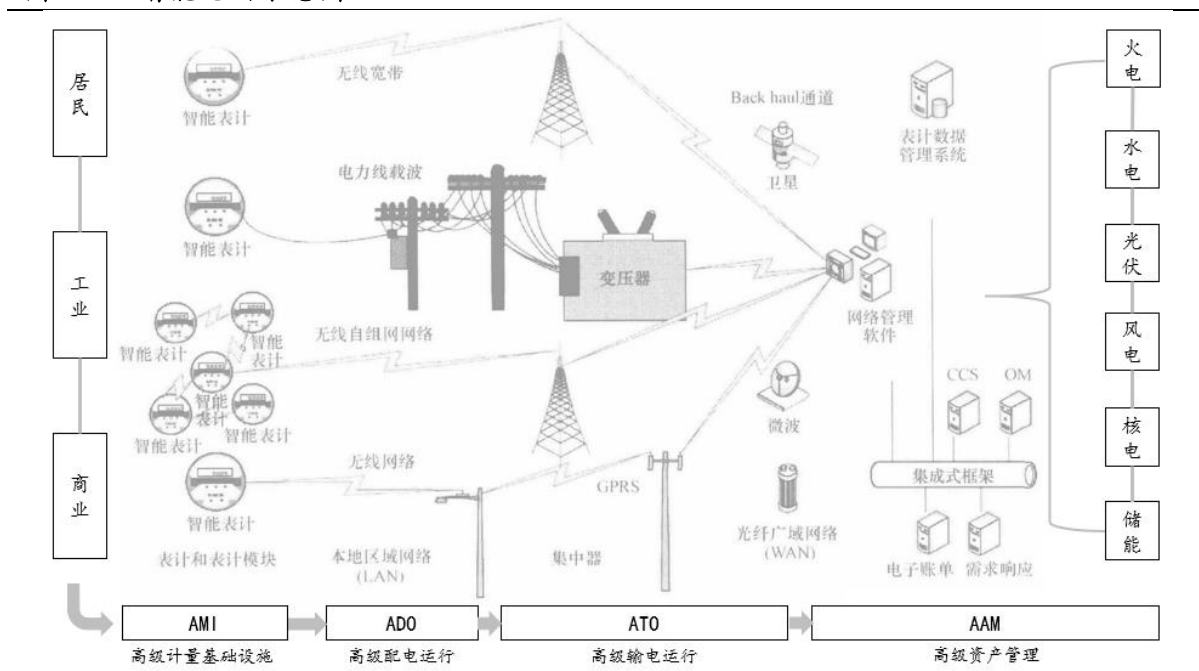 居民
工业
商业
智能表计
无线宽带
Back haul通道
卫星
表计数据
管理系统
智能表计
电力线载波
变压器
网络管理
软件
无线自组网网络
智能表计
智能
表计
智能
表计
智能表计
智能表计
微波
CCS
OM
集成式框架
无线网络
GPRS
智能表计
表计和表计模块
本地区域网络
(LAN)
集中器
光纤广域网络
(WAN)
电子账单
需求响应
火电
水电
光伏
风电
核电
储能
AMI
ADO
ATO
AAM
高级计量基础设施
高级配电运行
高级输电运行
高级资产管理